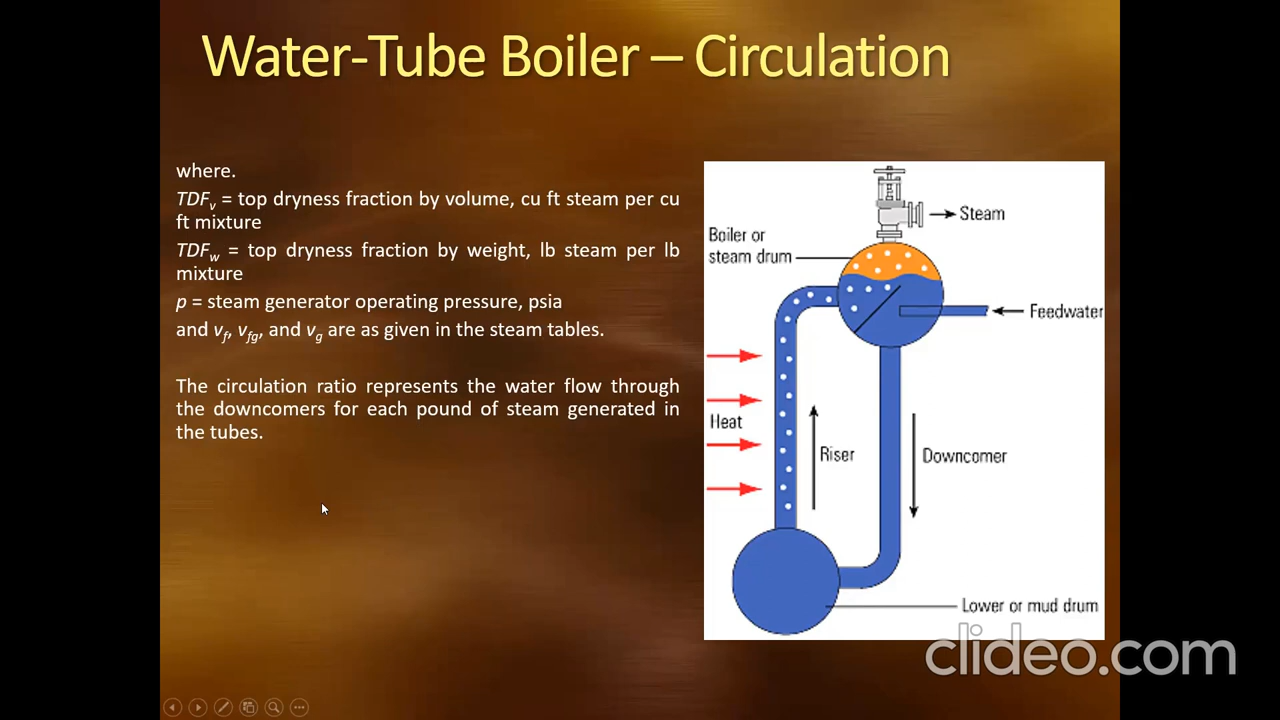 Water-Tube Boiler – Circulation
where.
TDFv = top dryness fraction by volume, cu ft steam per cu
ft mixture
TDFw = top dryness fraction by weight, lb steam per lb
mixture
p = steam generator operating pressure, psia
and vf, vfg, and vg are as given in the steam tables.
The circulation ratio represents the water flow through
the downcomers for each pound of steam generated in
the tubes.
Steam
Boiler or
steam drum
Feedwater
Heat
Riser
Downcomer
Lower or mud drum
clideo.com